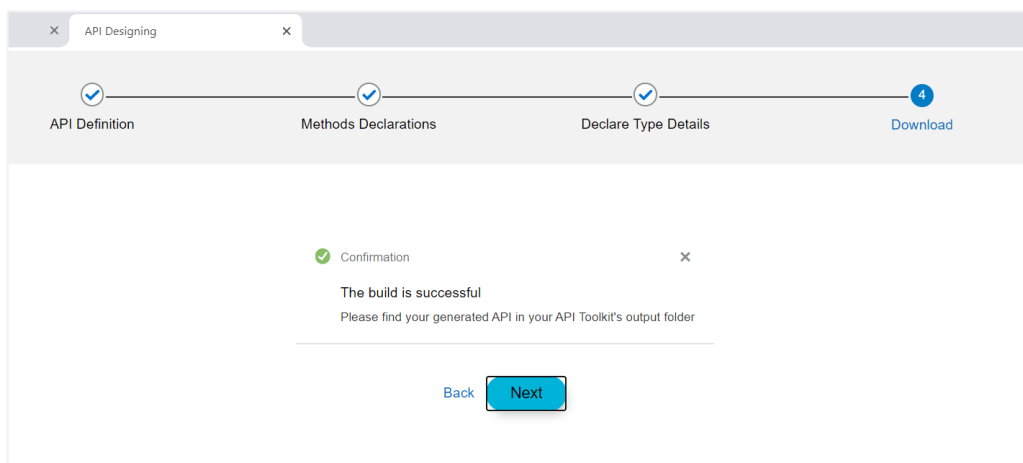 API Designing
4
API Definition
Methods Declarations
Declare Type Details
Download
Confirmation
The build is successful
Please find your generated API in your API Toolkit's output folder
Back
Next